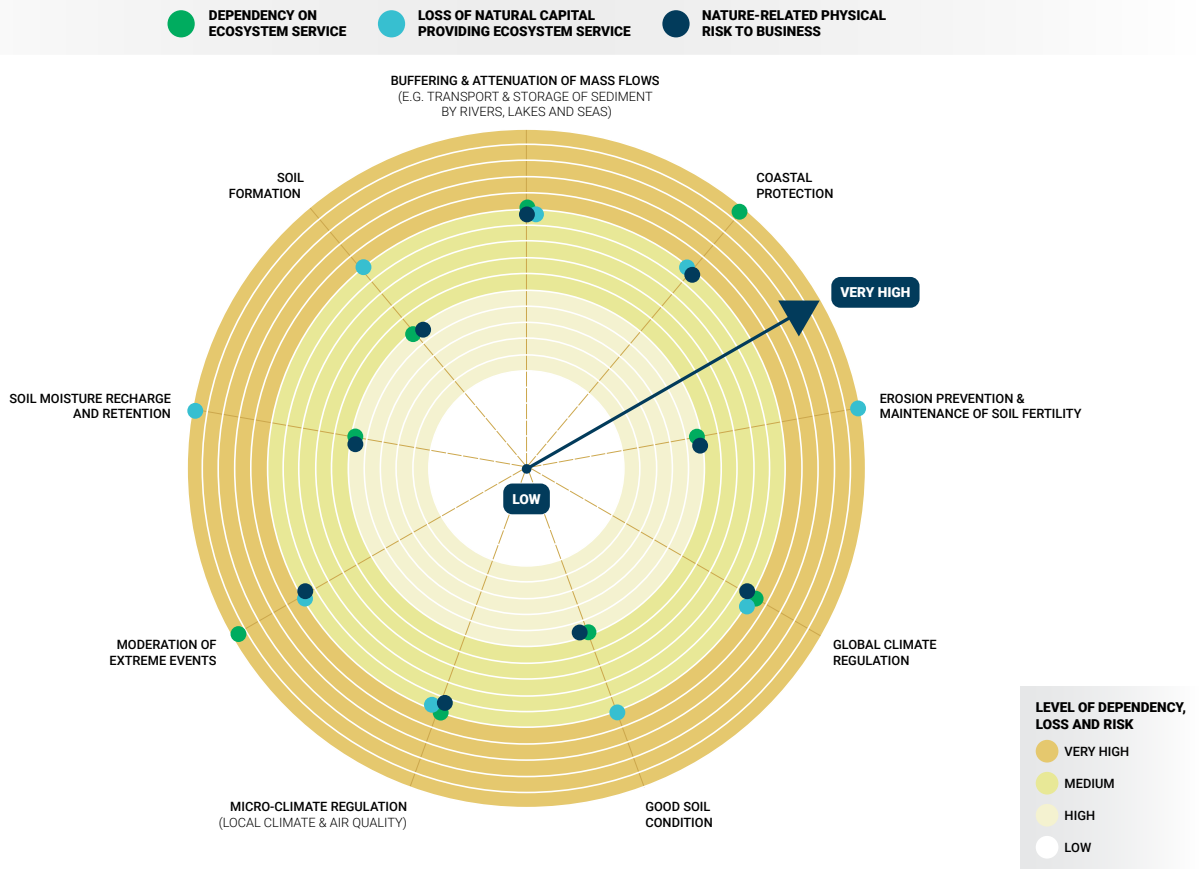 DEPENDENCY ON
ECOSYSTEM SERVICE
LOSS OF NATURAL CAPITAL
PROVIDING ECOSYSTEM SERVICE
NATURE-RELATED PHYSICAL
RISK TO BUSINESS
BUFFERING & ATTENUATION OF MASS FLOWS
(E.G. TRANSPORT & STORAGE OF SEDIMENT
BY RIVERS, LAKES AND SEAS)
SOIL
FORMATION
COASTAL
PROTECTION
VERY HIGH
SOIL MOISTURE RECHARGE
AND RETENTION
EROSION PREVENTION &
MAINTENANCE OF SOIL FERTILITY
LOW
MODERATION OF
EXTREME EVENTS
GLOBAL CLIMATE
REGULATION
MICRO-CLIMATE REGULATION
(LOCAL CLIMATE & AIR QUALITY)
GOOD SOIL
CONDITION
LEVEL OF DEPENDENCY,
LOSS AND RISK
VERY HIGH
MEDIUM
HIGH
LOW